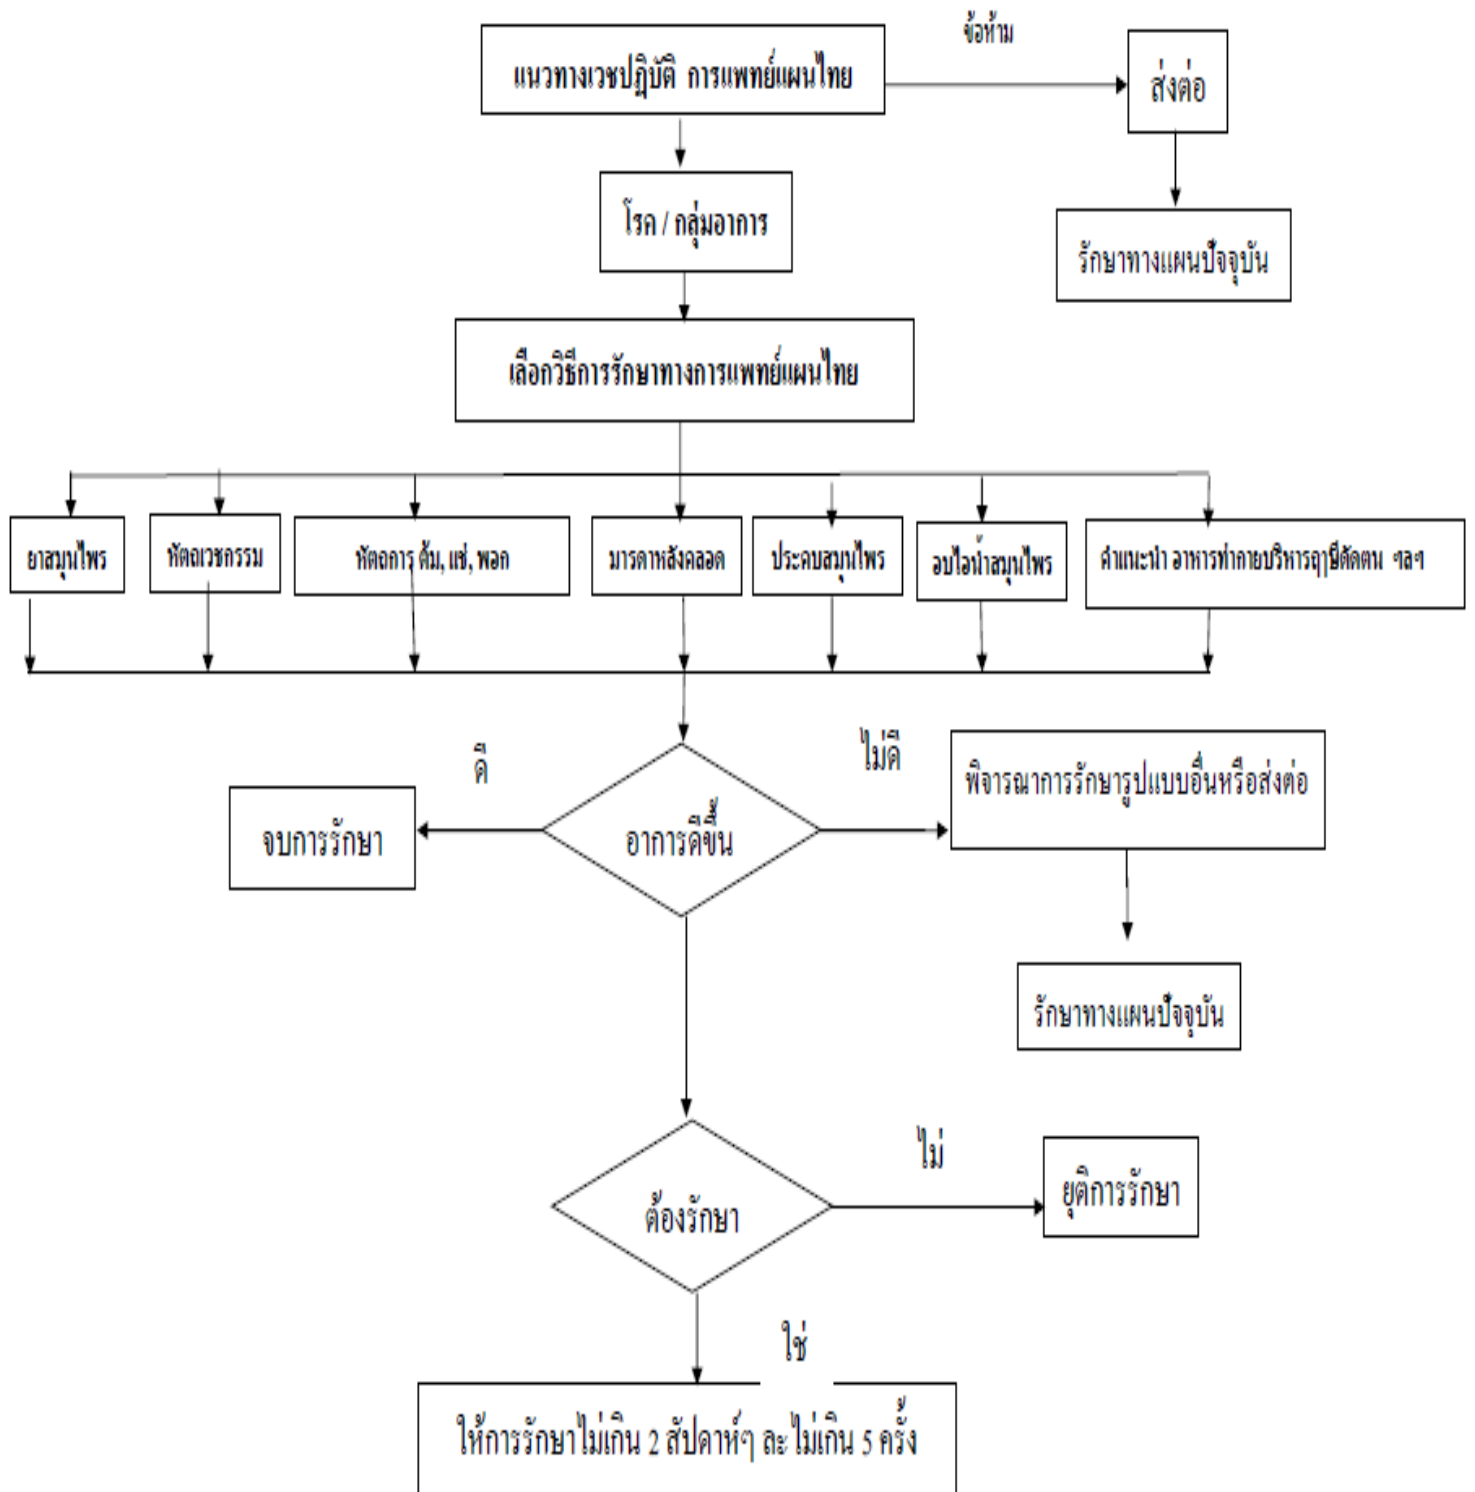 ข้อห้าม
แนวทางเวชปฏิบัติ การแพทย์แผนไทย
ส่งต่อ
โรค / กลุ่มอาการ
รักษาทางแผนปัจจุบัน
เลือกวิธีการรักษาทางการแพทย์แผนไทย
ยาสมุนไพร
หัตถเวชกรรม
หัตถการ ต้ม, แช่, พอก
มารดาหลังคลอด
ประคบสมุนไพร
อบไอน้ำสมุนไพร
คำแนะนำ อาหารท่ากายบริหารฤๅษีดัดตน ฯลฯ
ดี
ไม่ดี
จบการรักษา
อาการดีขึ้น
พิจารณาการรักษารูปแบบอื่นหรือส่งต่อ
รักษาทางแผนปัจจุบัน
ไม่
ต้องรักษา
ยุติการรักษา
ใช่
ให้การรักษาไม่เกิน 2 สัปดาห์ๆ ละ ไม่เกิน 5 ครั้ง